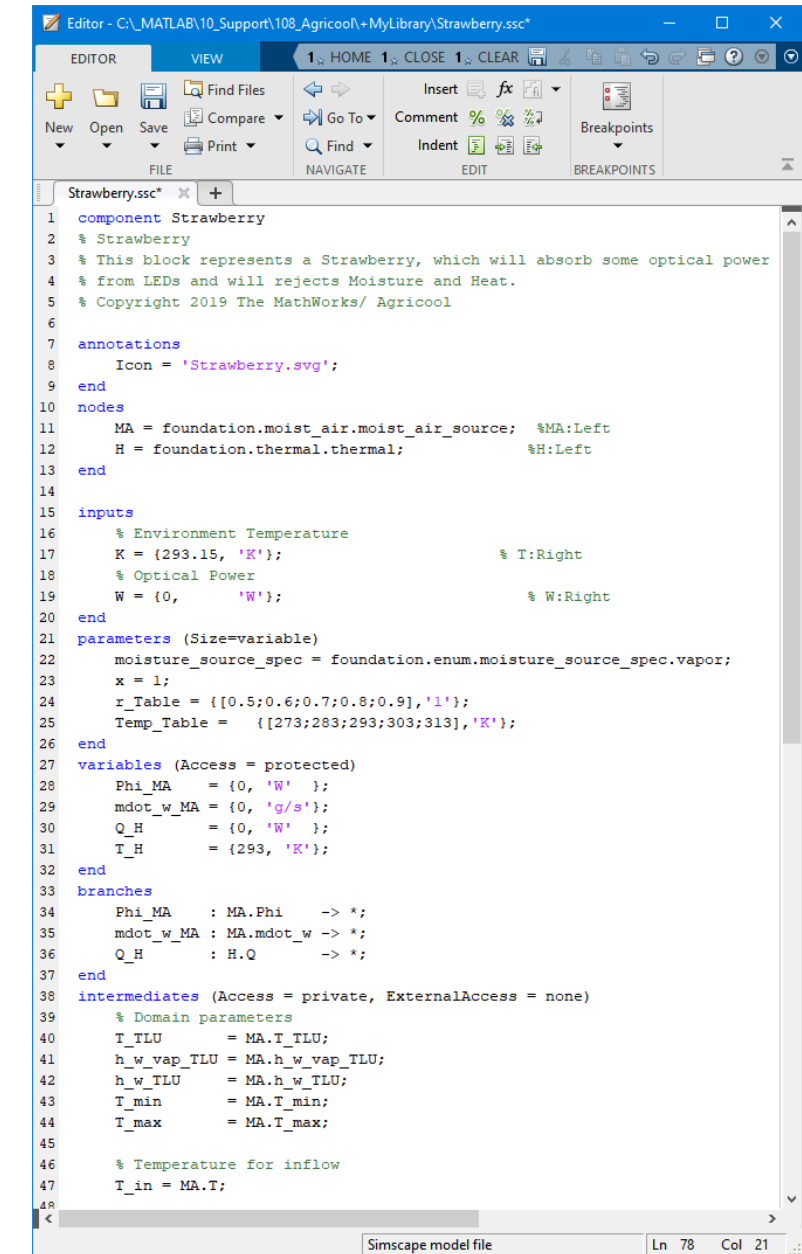 Editor - C:\_MATLAB\10_Support\108_Agricool\+MyLibrary\Strawberry.ssc*
EDITOR VIEW 1 HOME 1 CLOSE 1 CLEAR
New Open Save Find Files Compare Print
Go To Find
Insert fx
Comment
Indent
Breakpoints
FILE NAVIGATE EDIT BREAKPOINTS
Strawberry.ssc*
1 component Strawberry
2 % Strawberry
3 % This block represents a Strawberry, which will absorb some optical power
4 % from LEDs and will rejects Moisture and Heat.
5 % Copyright 2019 The MathWorks/ Agricool
6
7 annotations
8     Icon = 'Strawberry.svg';
9 end
10 nodes
11     MA = foundation.moist_air.moist_air_source;  %MA:Left
12     H = foundation.thermal.thermal;              %H:Left
13 end
14
15 inputs
16     % Environment Temperature
17     K = {293.15, 'K'};                          % T:Right
18     % Optical Power
19     W = {0,      'W'};                             % W:Right
20 end
21 parameters (Size=variable)
22     moisture_source_spec = foundation.enum.moisture_source_spec.vapor;
23     x = 1;
24     r_Table = {[0.5;0.6;0.7;0.8;0.9],'1'};
25     Temp_Table =   {[273;283;293;303;313],'K'};
26 end
27 variables (Access = protected)
28     Phi_MA    = {0, 'W'  };
29     mdot_w_MA = {0, 'g/s'};
30     Q_H       = {0, 'W'  };
31     T_H       = {293, 'K'};
32 end
33 branches
34     Phi_MA    : MA.Phi    -> *;
35     mdot_w_MA : MA.mdot_w -> *;
36     Q_H       : H.Q       -> *;
37 end
38 intermediates (Access = private, ExternalAccess = none)
39     % Domain parameters
40     T_TLU       = MA.T_TLU;
41     h_w_vap_TLU = MA.h_w_vap_TLU;
42     h_w_TLU     = MA.h_w_TLU;
43     T_min       = MA.T_min;
44     T_max       = MA.T_max;
45
46     % Temperature for inflow
47     T_in = MA.T;
48
Simscape model file Ln 78 Col 21